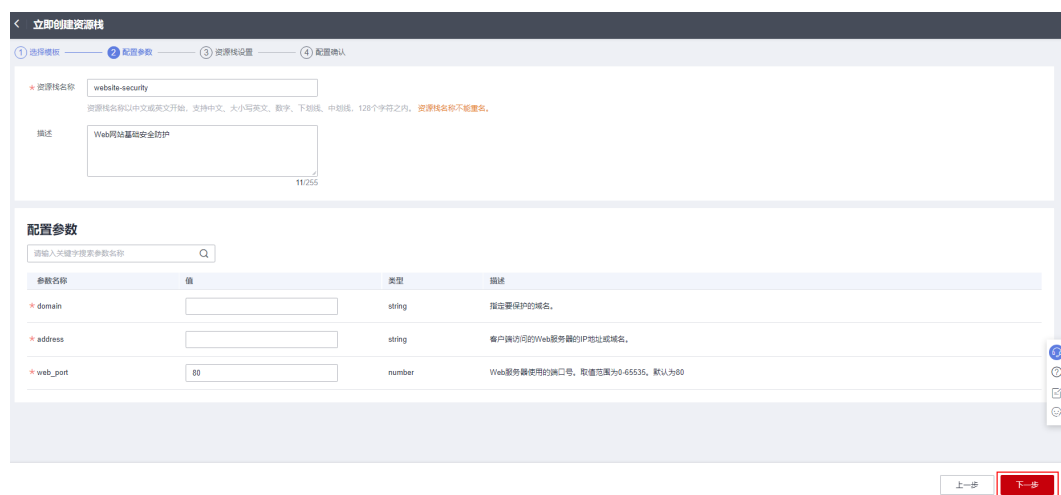 立即创建资源栈
1 选择模板 2 配置参数 3 资源栈设置 4 配置确认
* 资源栈名称 website-security
资源栈名称以中文或英文开始，支持中文、大小写英文、数字、下划线、中划线，128个字符之内。 资源栈名称不能重名。
描述 Web网站基础安全防护
11/255
配置参数
请输入关键字搜索参数名称
参数名称 值 类型 描述
* domain string 指定要保护的域名。
* address string 客户端访问的Web服务器的IP地址或域名。
* web_port 80 number Web服务器使用的端口号。取值范围为0-65535。默认为80
上一步 下一步